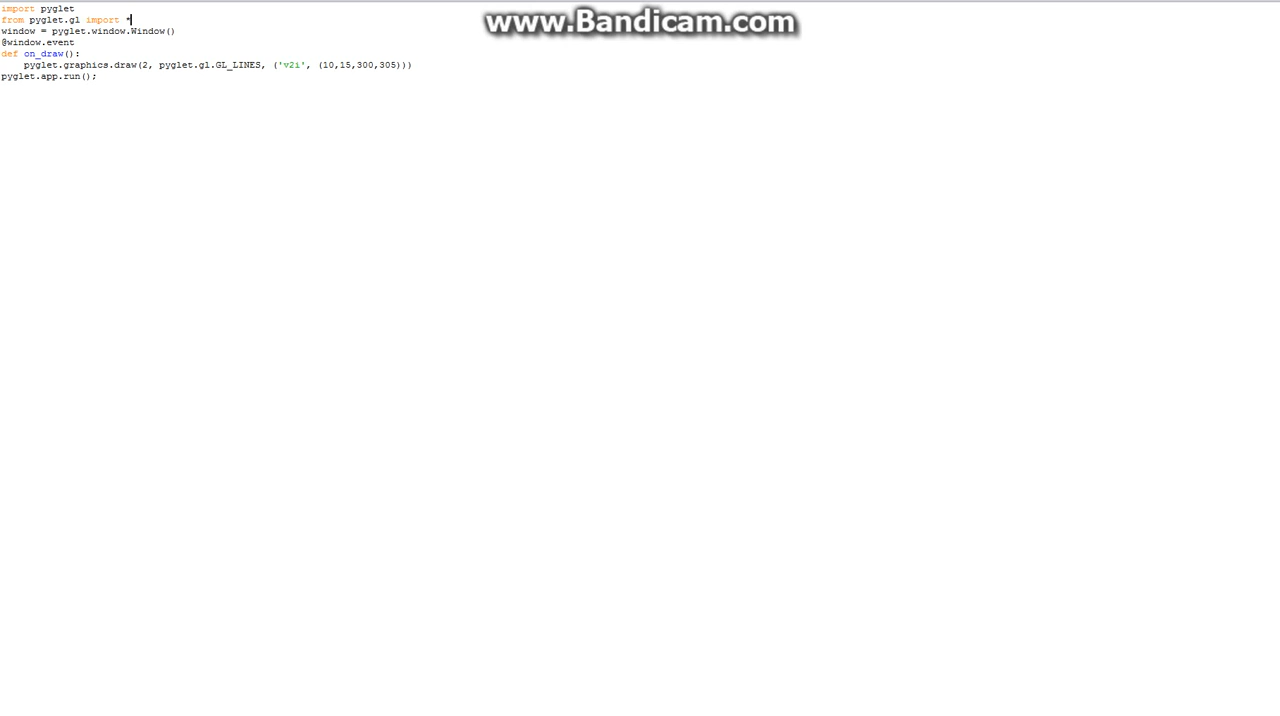 www.Bandicam.com
import pyglet
from pyglet.gl import *
window = pyglet.window.Window()
@window.event
def on_draw():
    pyglet.graphics.draw(2, pyglet.gl.GL_LINES, ('v2i', (10,15,300,305)))
pyglet.app.run();